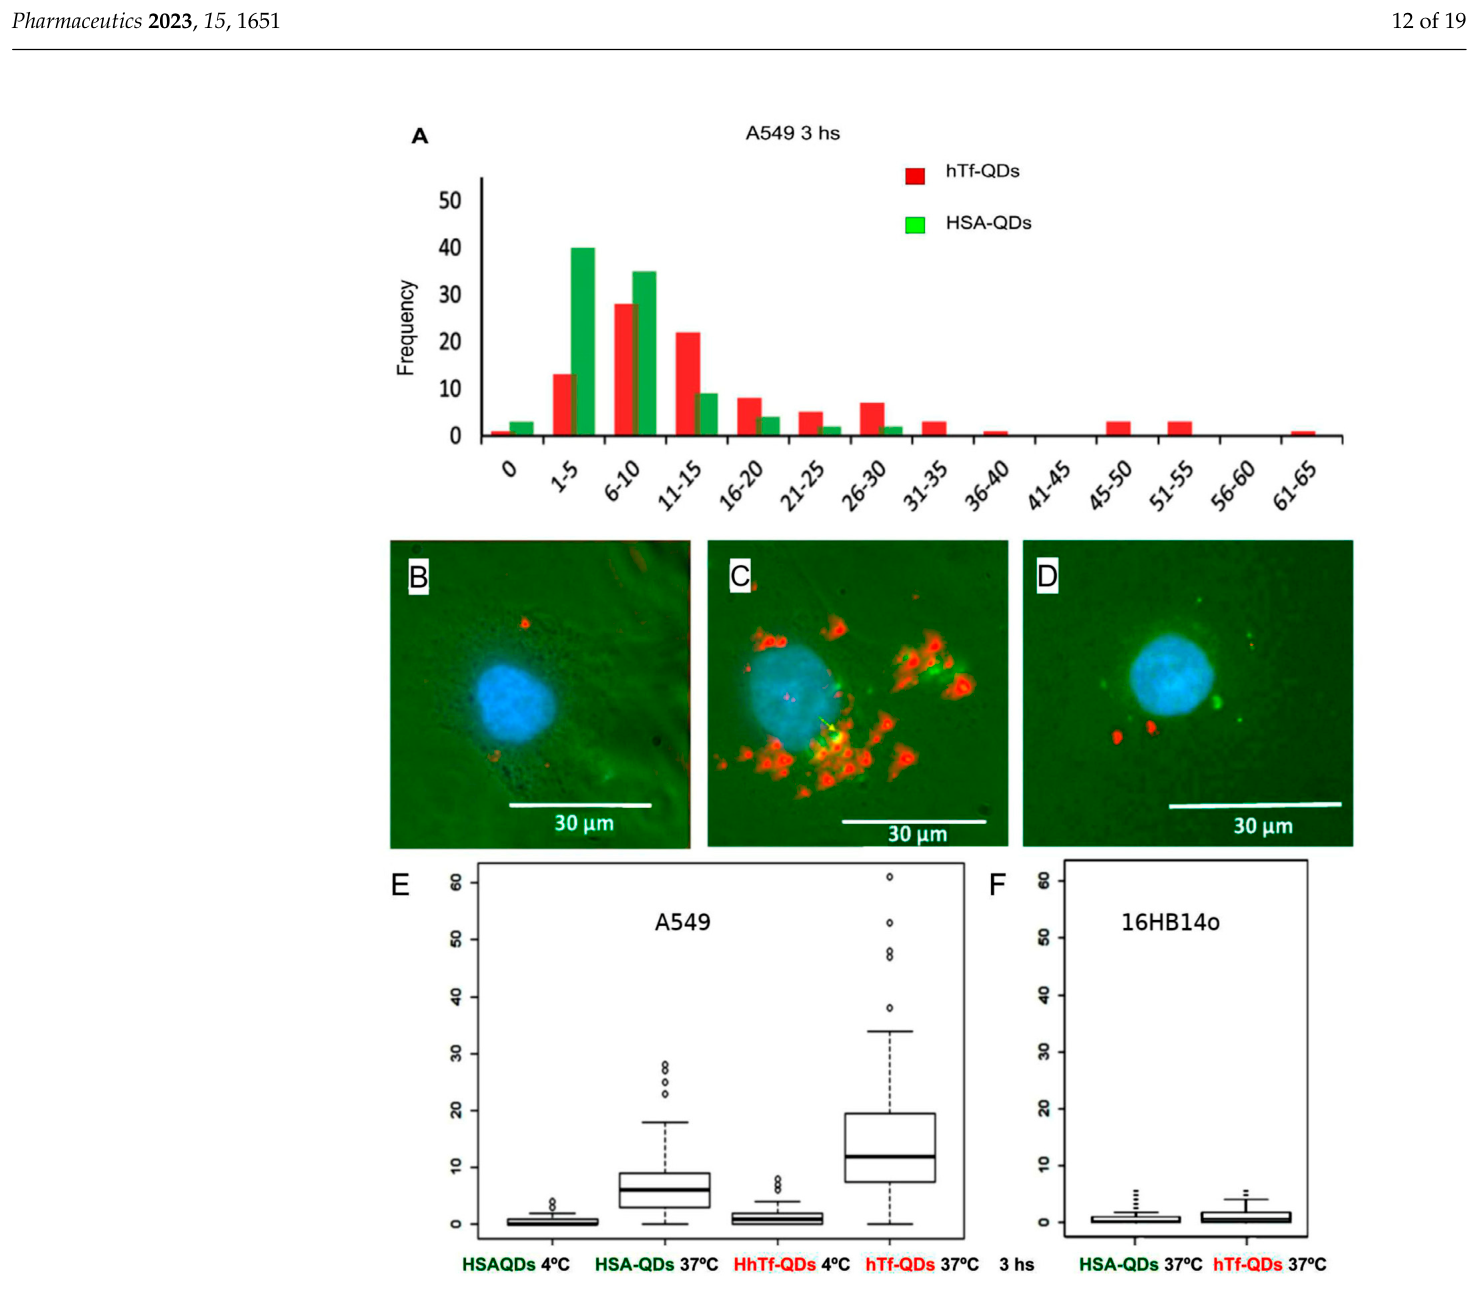 Pharmaceutics 2023, 15, 1651 12 of 19
A A549 3 hs
hTf-QDs
HSA-QDs
Frequency
50
40
30
20
10
0
0 1-5 6-10 11-15 16-20 21-25 26-30 31-35 36-40 41-45 45-50 51-55 56-60 61-65
B C D
30 µm 30 µm 30 µm
E A549
60
50
40
30
20
10
0
HSAQDs 4ºC HSA-QDs 37ºC HhTf-QDs 4ºC hTf-QDs 37ºC 3 hs
F 16HB14o
60
50
40
30
20
10
0
HSA-QDs 37ºC hTf-QDs 37ºC